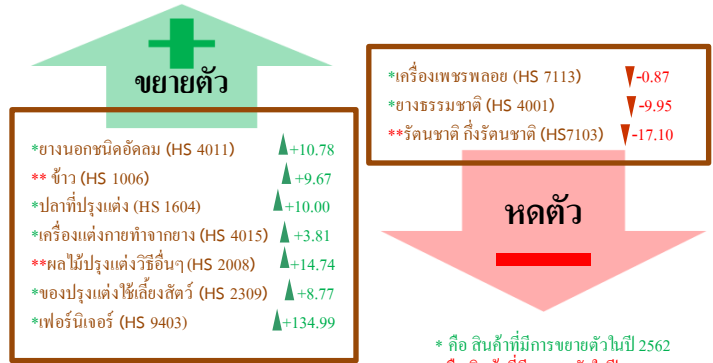 ขยายตัว
*ยางนอกชนิดอัดลม (HS 4011) +10.78
** ข้าว (HS 1006) +9.67
*ปลาที่ปรุงแต่ง (HS 1604) +10.00
*เครื่องแต่งกายทำจากยาง (HS 4015) +3.81
**ผลไม้ปรุงแต่งวิธีอื่นๆ (HS 2008) +14.74
*ของปรุงแต่งใช้เลี้ยงสัตว์ (HS 2309) +8.77
*เฟอร์นิเจอร์ (HS 9403) +134.99
*เครื่องเพชรพลอย (HS 7113) -0.87
*ยางธรรมชาติ (HS 4001) -9.95
**รัตนชาติ กึ่งรัตนชาติ (HS7103) -17.10
หดตัว
* คือ สินค้าที่มีการขยายตัวในปี 2562